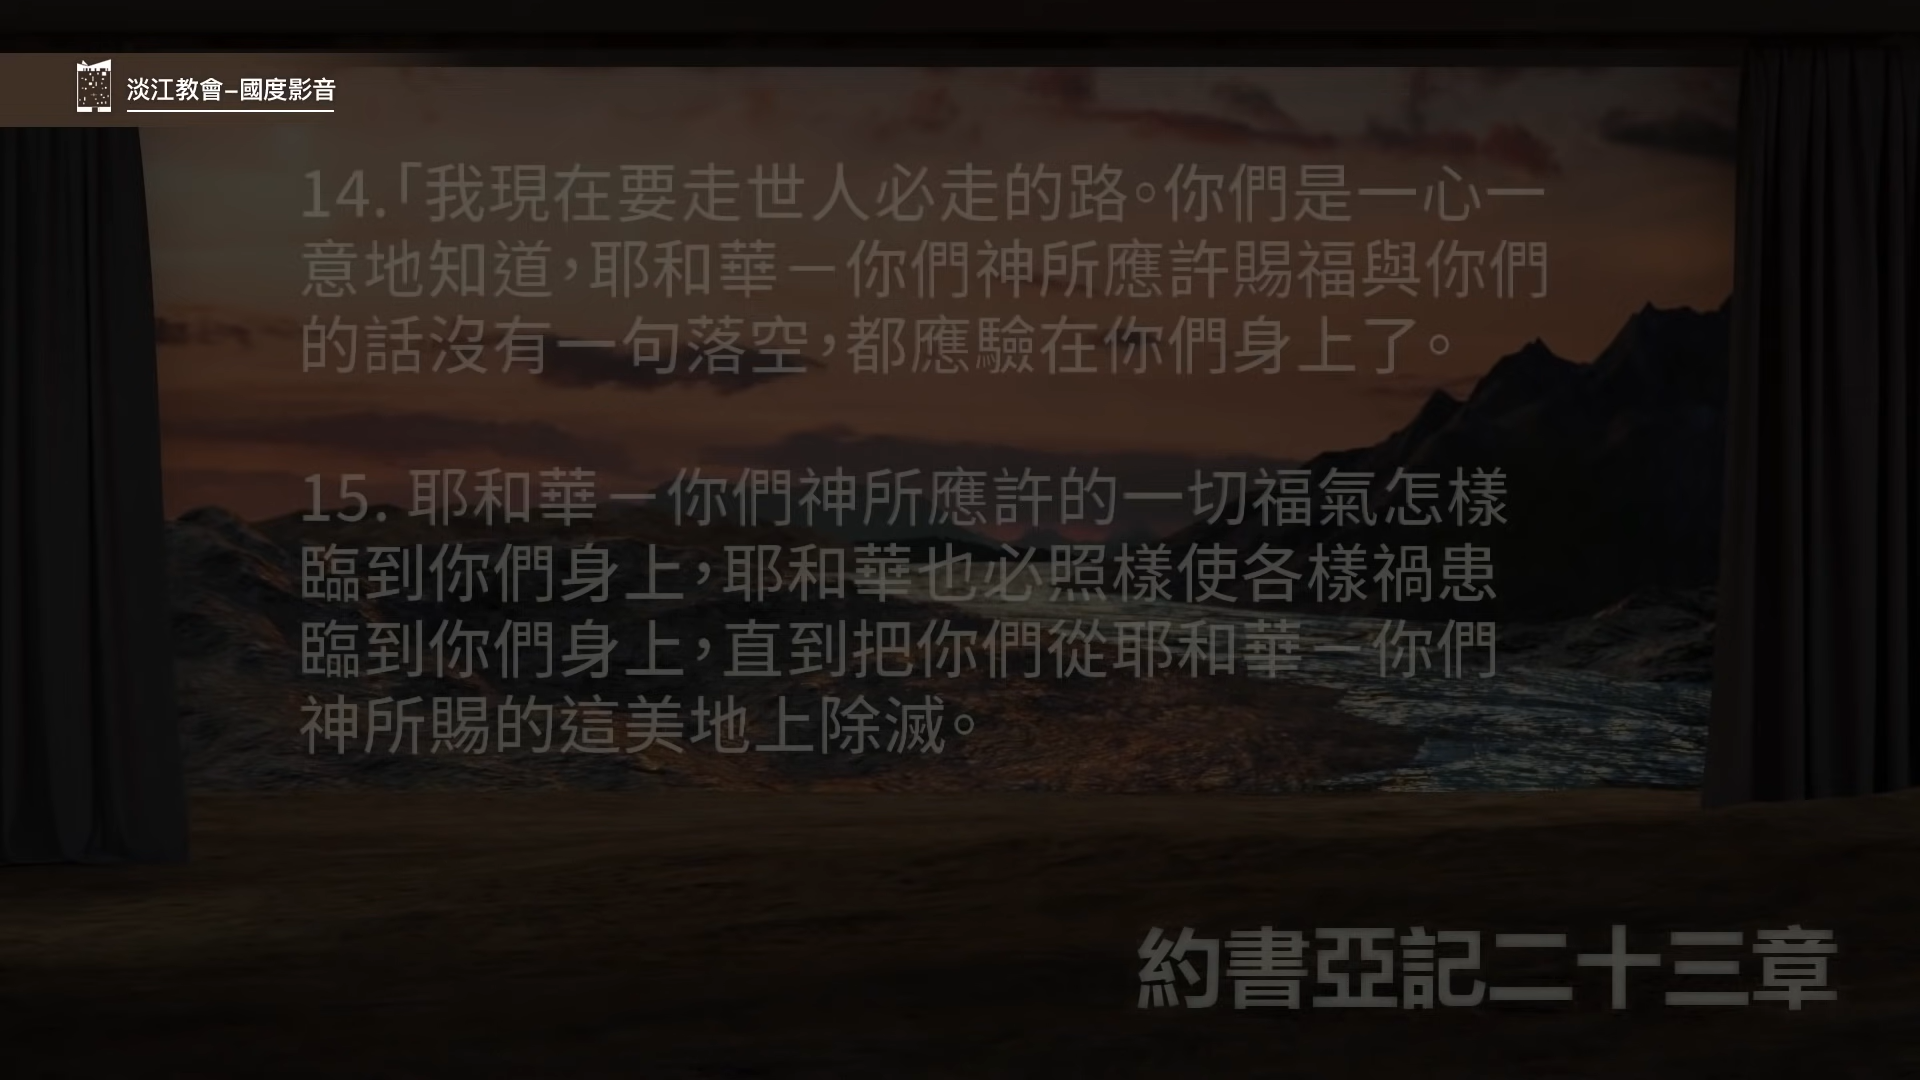 淡江教會–國度影音
14.「我現在要走世人必走的路。你們是一心一
意地知道，耶和華－你們神所應許賜福與你們
的話沒有一句落空，都應驗在你們身上了。
15. 耶和華－你們神所應許的一切福氣怎樣
臨到你們身上，耶和華也必照樣使各樣禍患
臨到你們身上，直到把你們從耶和華－你們
神所賜的這美地上除滅。
約書亞記二十三章